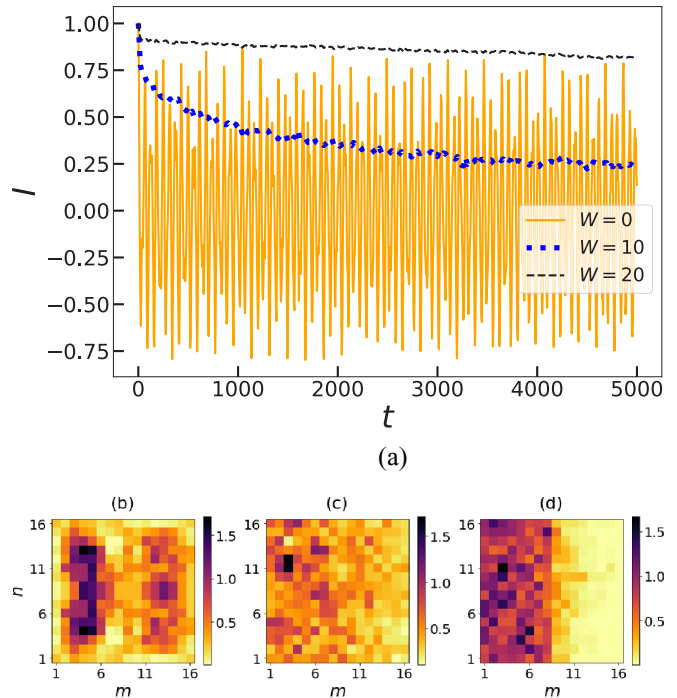 1.00
0.75
0.50
0.25
0.00
−0.25
−0.50
−0.75
I
W = 0
W = 10
W = 20
0 1000 2000 3000 4000 5000
t
(a)
(b) (c) (d)
16 16 16
11 11 11
6 6 6
1 1 1
n
1.5 1.5 1.5
1.0 1.0 1.0
0.5 0.5 0.5
1 6 11 16 1 6 11 16 1 6 11 16
m m m